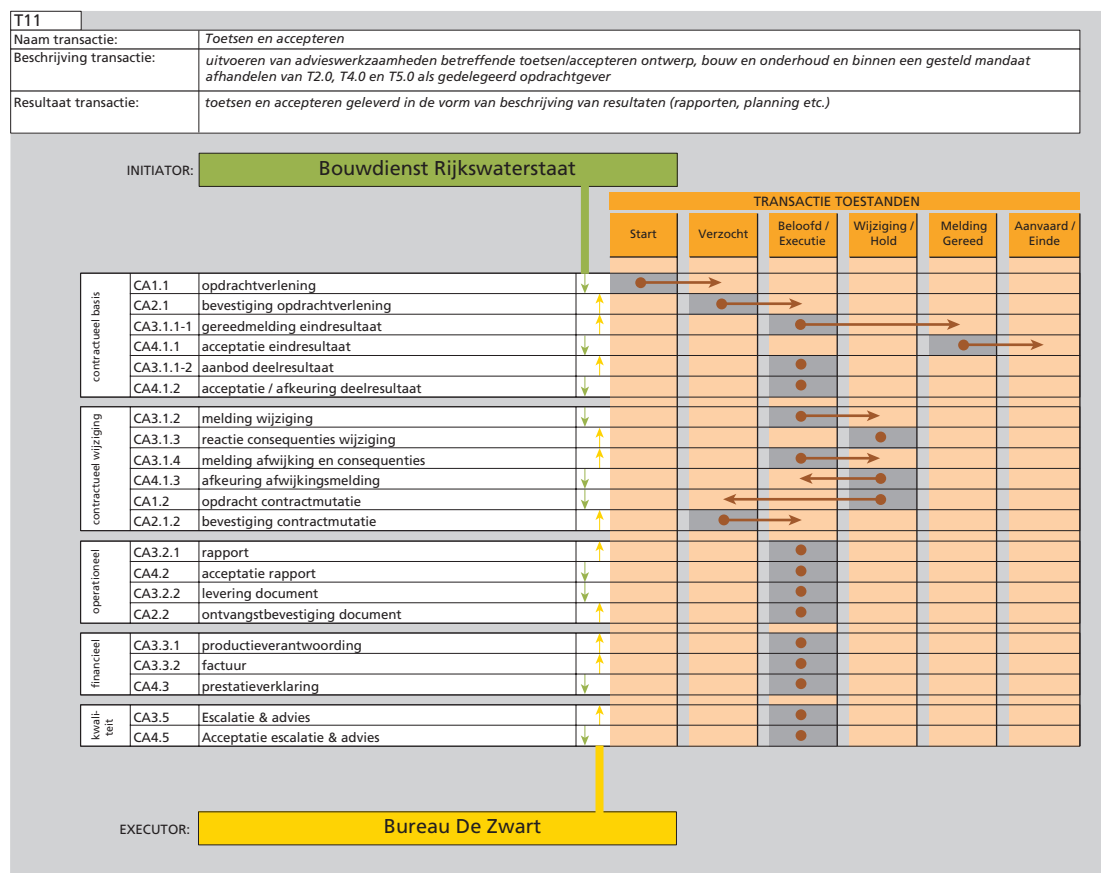 T11
Naam transactie: Toetsen en accepteren
Beschrijving transactie: uitvoeren van advieswerkzaamheden betreffende toetsen/accepteren ontwerp, bouw en onderhoud en binnen een gesteld mandaat
afhandelen van T2.0, T4.0 en T5.0 als gedelegeerd opdrachtgever
Resultaat transactie: toetsen en accepteren geleverd in de vorm van beschrijving van resultaten (rapporten, planning etc.)
INITIATOR: Bouwdienst Rijkswaterstaat
TRANSACTIE TOESTANDEN
Start Verzocht Beloofd / Executie Wijziging / Hold Melding Gereed Aanvaard / Einde
contractueel basis
CA1.1 opdrachtverlening
CA2.1 bevestiging opdrachtverlening
CA3.1.1-1 gereedmelding eindresultaat
CA4.1.1 acceptatie eindresultaat
CA3.1.1-2 aanbod deelresultaat
CA4.1.2 acceptatie / afkeuring deelresultaat
contractueel wijziging
CA3.1.2 melding wijziging
CA3.1.3 reactie consequenties wijziging
CA3.1.4 melding afwijking en consequenties
CA4.1.3 afkeuring afwijkingsmelding
CA1.2 opdracht contractmutatie
CA2.1.2 bevestiging contractmutatie
operationeel
CA3.2.1 rapport
CA4.2 acceptatie rapport
CA3.2.2 levering document
CA2.2 ontvangstbevestiging document
financieel
CA3.3.1 productieverantwoording
CA3.3.2 factuur
CA4.3 prestatieverklaring
kwali-
teit
CA3.5 Escalatie & advies
CA4.5 Acceptatie escalatie & advies
EXECUTOR: Bureau De Zwart